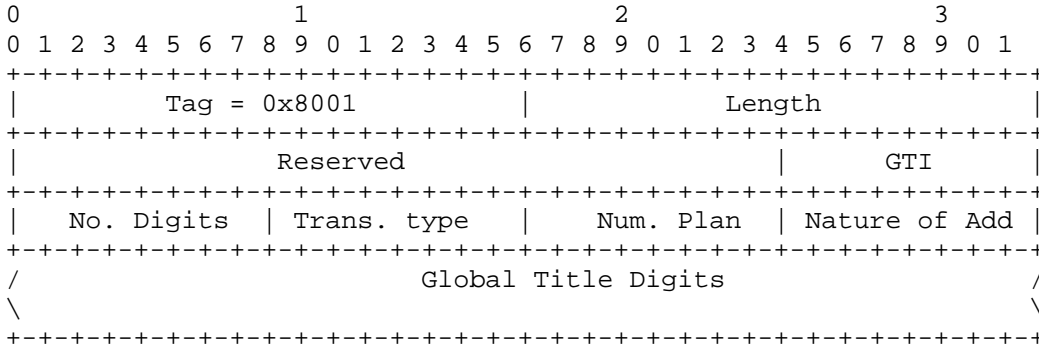 0                   1                   2                   3
0 1 2 3 4 5 6 7 8 9 0 1 2 3 4 5 6 7 8 9 0 1 2 3 4 5 6 7 8 9 0 1
+-+-+-+-+-+-+-+-+-+-+-+-+-+-+-+-+-+-+-+-+-+-+-+-+-+-+-+-+-+-+-+-+
|         Tag = 0x8001          |            Length             |
+-+-+-+-+-+-+-+-+-+-+-+-+-+-+-+-+-+-+-+-+-+-+-+-+-+-+-+-+-+-+-+-+
|                Reserved                       |      GTI      |
+-+-+-+-+-+-+-+-+-+-+-+-+-+-+-+-+-+-+-+-+-+-+-+-+-+-+-+-+-+-+-+-+
|   No. Digits  | Trans. type   |    Num. Plan  | Nature of Add |
+-+-+-+-+-+-+-+-+-+-+-+-+-+-+-+-+-+-+-+-+-+-+-+-+-+-+-+-+-+-+-+-+
/                         Global Title Digits                   /
\                                                               \
+-+-+-+-+-+-+-+-+-+-+-+-+-+-+-+-+-+-+-+-+-+-+-+-+-+-+-+-+-+-+-+-+